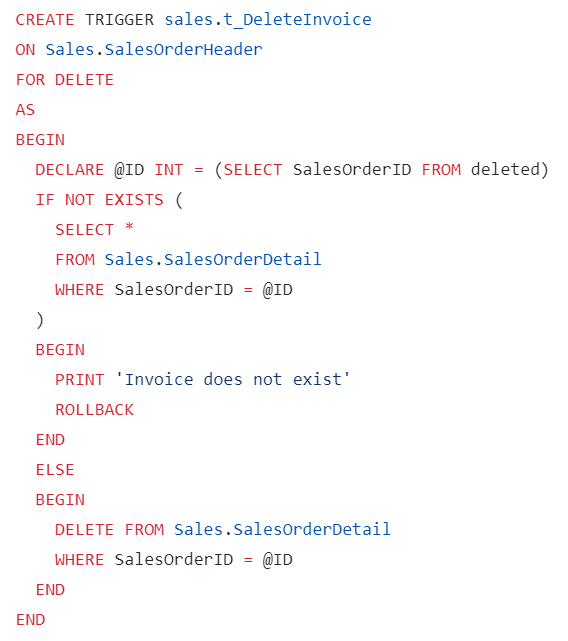 CREATE TRIGGER sales.t_DeleteInvoice
ON Sales.SalesOrderHeader
FOR DELETE
AS
BEGIN
  DECLARE @ID INT = (SELECT SalesOrderID FROM deleted)
  IF NOT EXISTS (
    SELECT *
    FROM Sales.SalesOrderDetail
    WHERE SalesOrderID = @ID
  )
  BEGIN
    PRINT 'Invoice does not exist'
    ROLLBACK
  END
  ELSE
  BEGIN
    DELETE FROM Sales.SalesOrderDetail
    WHERE SalesOrderID = @ID
  END
END